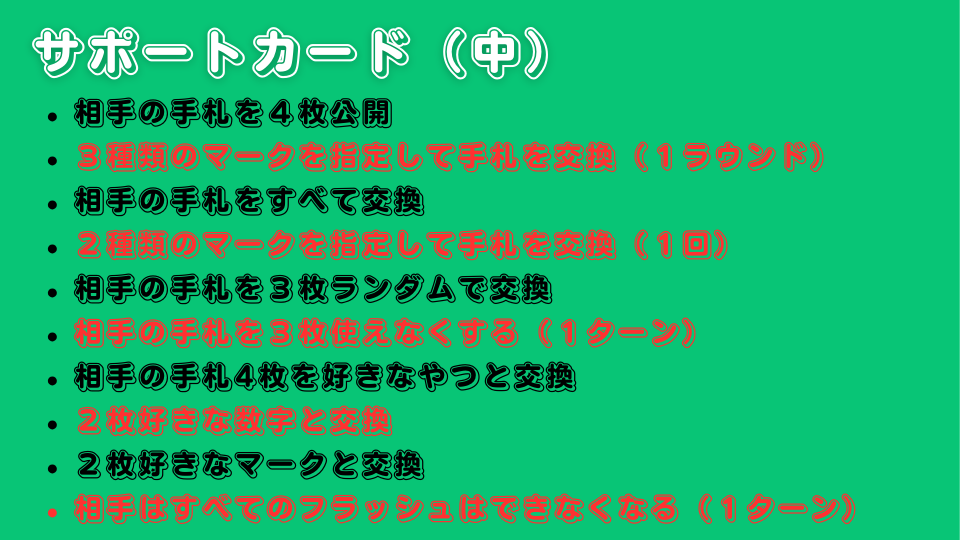 サポートカード（中）
・相手の手札を４枚公開
・３種類のマークを指定して手札を交換（１ラウンド）
・相手の手札をすべて交換
・２種類のマークを指定して手札を交換（１回）
・相手の手札を３枚ランダムで交換
・相手の手札を３枚使えなくする（１ターン）
・相手の手札4枚を好きなやつと交換
・２枚好きな数字と交換
・２枚好きなマークと交換
・相手はすべてのフラッシュはできなくなる（１ターン）